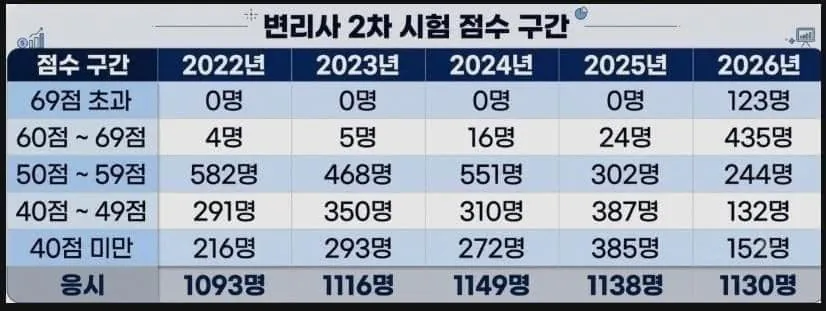 변리사 2차 시험 점수 구간
점수 구간 2022년 2023년 2024년 2025년 2026년
69점 초과 0명 0명 0명 0명 123명
60점 ~ 69점 4명 5명 16명 24명 435명
50점 ~ 59점 582명 468명 551명 302명 244명
40점 ~ 49점 291명 350명 310명 387명 132명
40점 미만 216명 293명 272명 385명 152명
응시 1093명 1116명 1149명 1138명 1130명